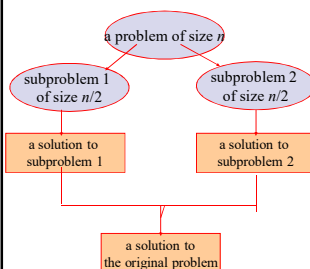 a problem of size n
subproblem 1
of size n/2
subproblem 2
of size n/2
a solution to
subproblem 1
a solution to
subproblem 2
a solution to
the original problem